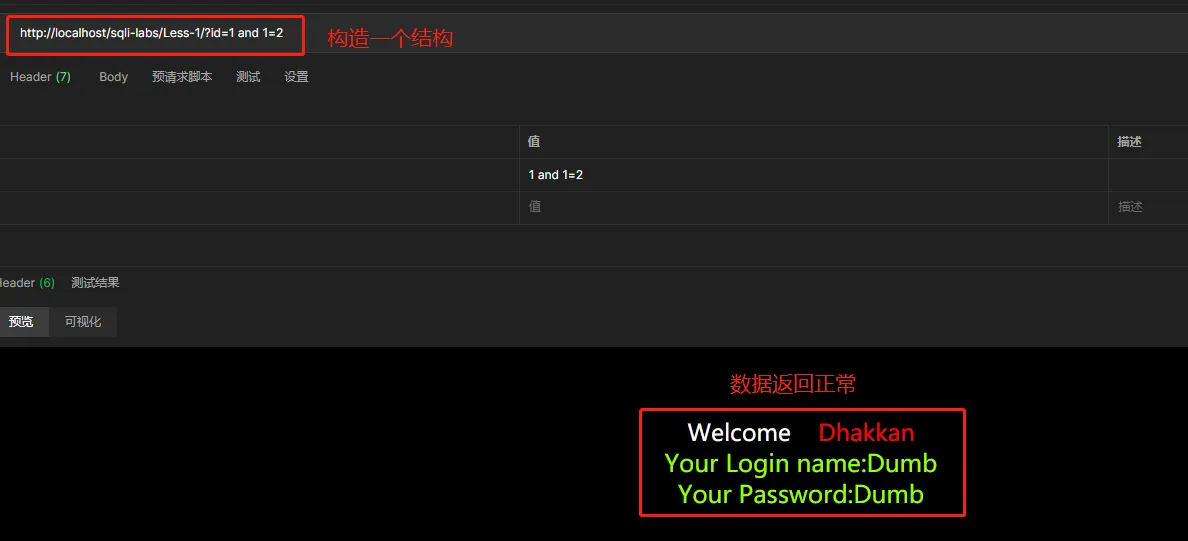 http://localhost/sqli-labs/Less-1/?id=1 and 1=2
构造一个结构
Header (7) Body 预请求脚本 测试 设置
值 描述
1 and 1=2
值 描述
Header (6) 测试结果
预览 可视化
数据返回正常
Welcome Dhakkan
Your Login name:Dumb
Your Password:Dumb